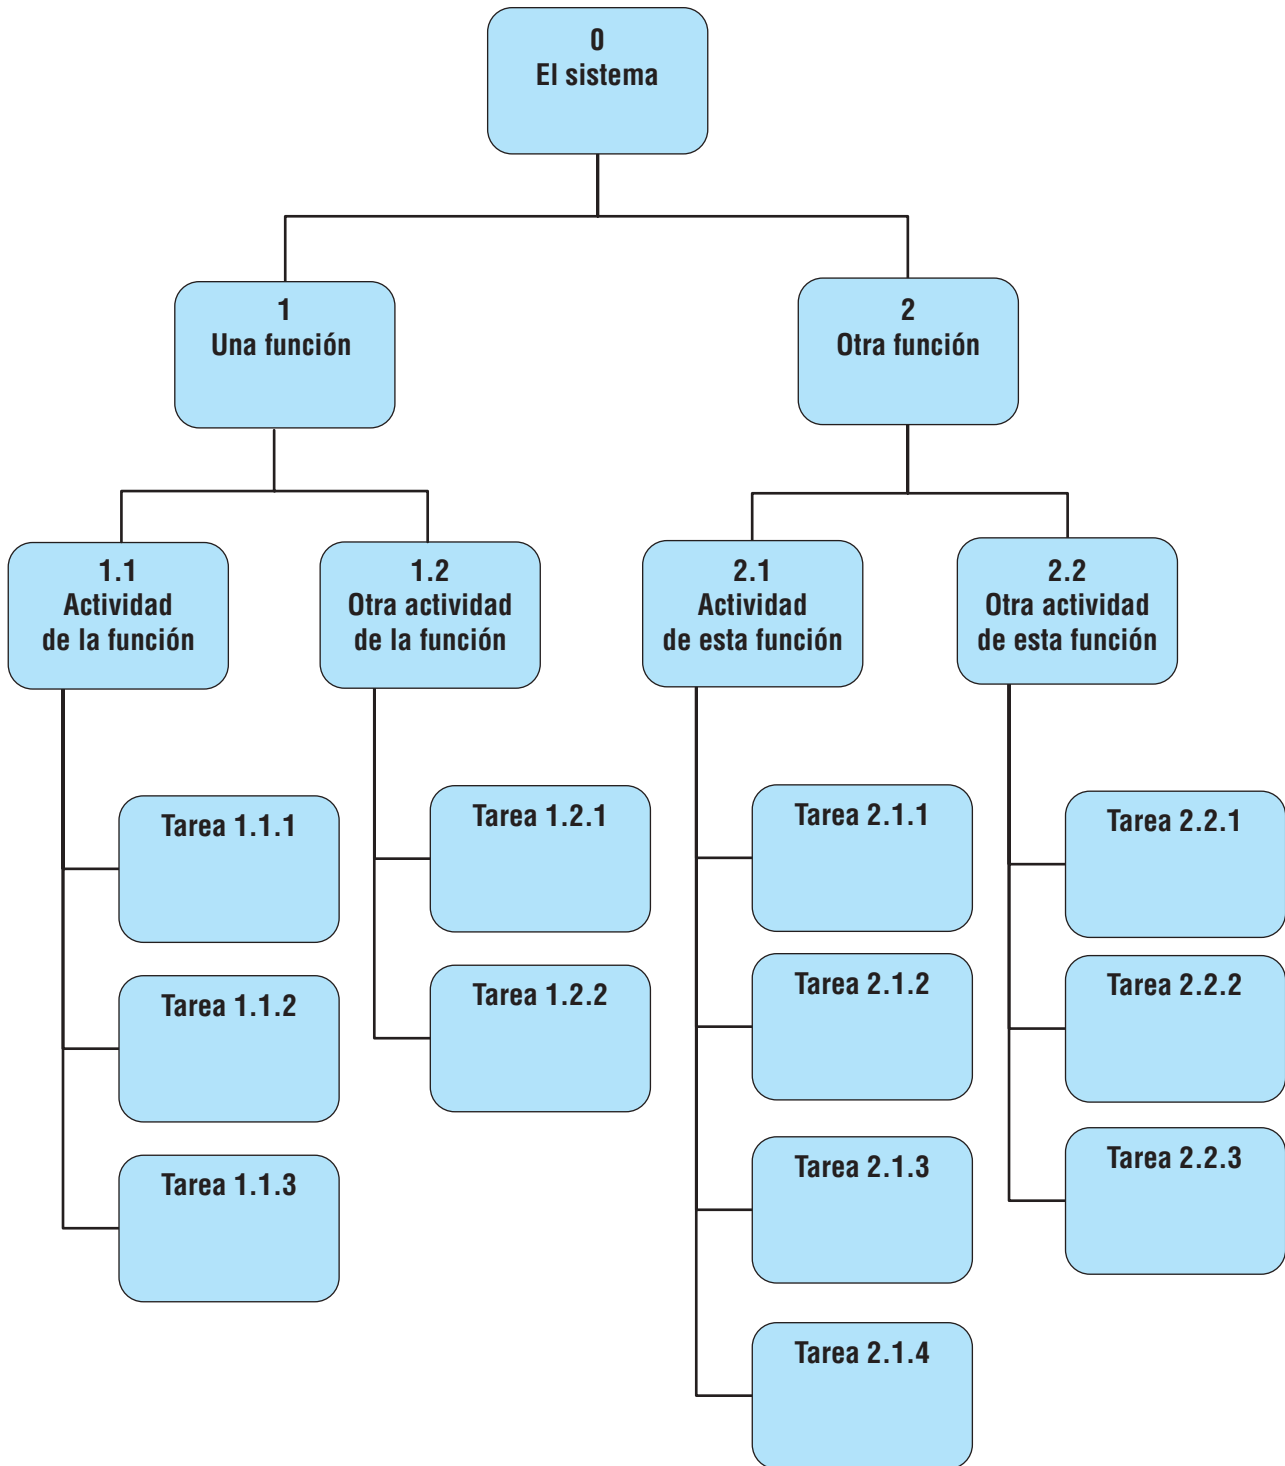 0
El sistema
1
Una función
2
Otra función
1.1
Actividad
de la función
1.2
Otra actividad
de la función
2.1
Actividad
de esta función
2.2
Otra actividad
de esta función
Tarea 1.1.1
Tarea 1.1.2
Tarea 1.1.3
Tarea 1.2.1
Tarea 1.2.2
Tarea 2.1.1
Tarea 2.1.2
Tarea 2.1.3
Tarea 2.1.4
Tarea 2.2.1
Tarea 2.2.2
Tarea 2.2.3